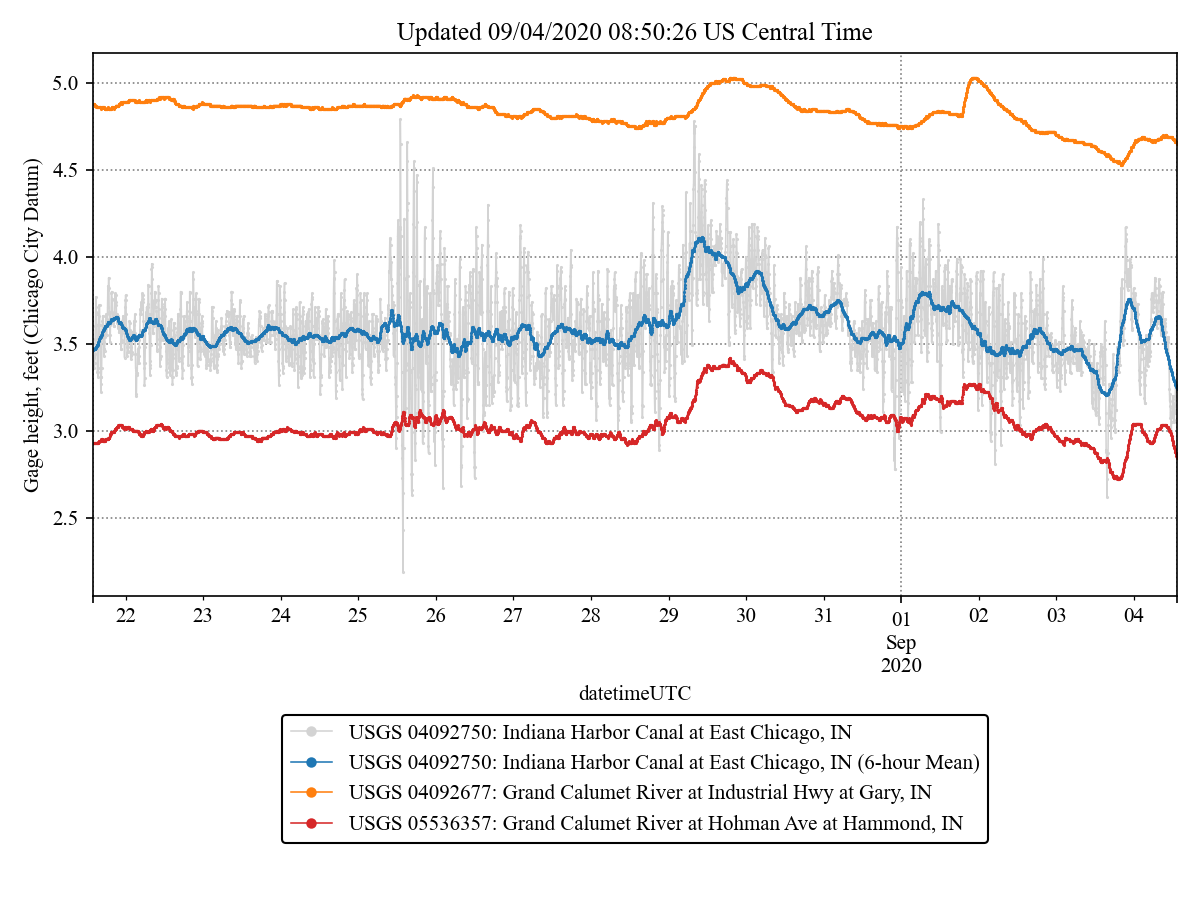 Updated 09/04/2020 08:50:26 US Central Time
Gage height, feet (Chicago City Datum)
5.0
4.5
4.0
3.5
3.0
2.5
22 23 24 25 26 27 28 29 30 31 01 02 03 04
Sep
2020
datetimeUTC
USGS 04092750: Indiana Harbor Canal at East Chicago, IN
USGS 04092750: Indiana Harbor Canal at East Chicago, IN (6-hour Mean)
USGS 04092677: Grand Calumet River at Industrial Hwy at Gary, IN
USGS 05536357: Grand Calumet River at Hohman Ave at Hammond, IN